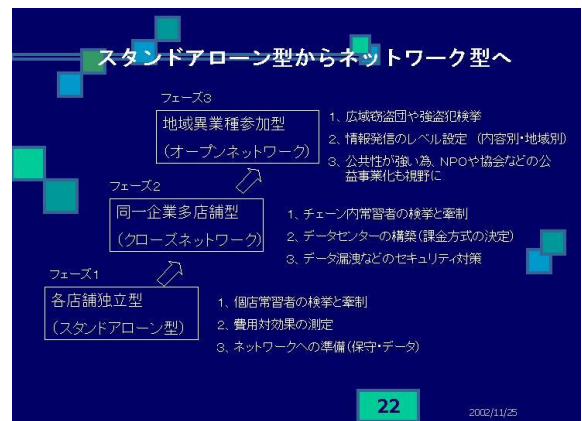 スタンドアローン型からネットワーク型へ
フェーズ3
地域異業種参加型
(オープンネットワーク)
1、広域窃盗団や強盗犯検挙
2、情報発信のレベル設定 (内容別・地域別)
3、公共性が強い為、NPOや協会などの公
益事業化も視野に
フェーズ2
同一企業多店舗型
(クローズネットワーク)
1、チェーン内常習者の検挙と牽制
2、データセンターの構築(課金方式の決定)
3、データ漏洩などのセキュリティ対策
フェーズ1
各店舗独立型
(スタンドアローン型)
1、個店常習者の検挙と牽制
2、費用対効果の測定
3、ネットワークへの準備(保守・データ)
22
2002/11/25